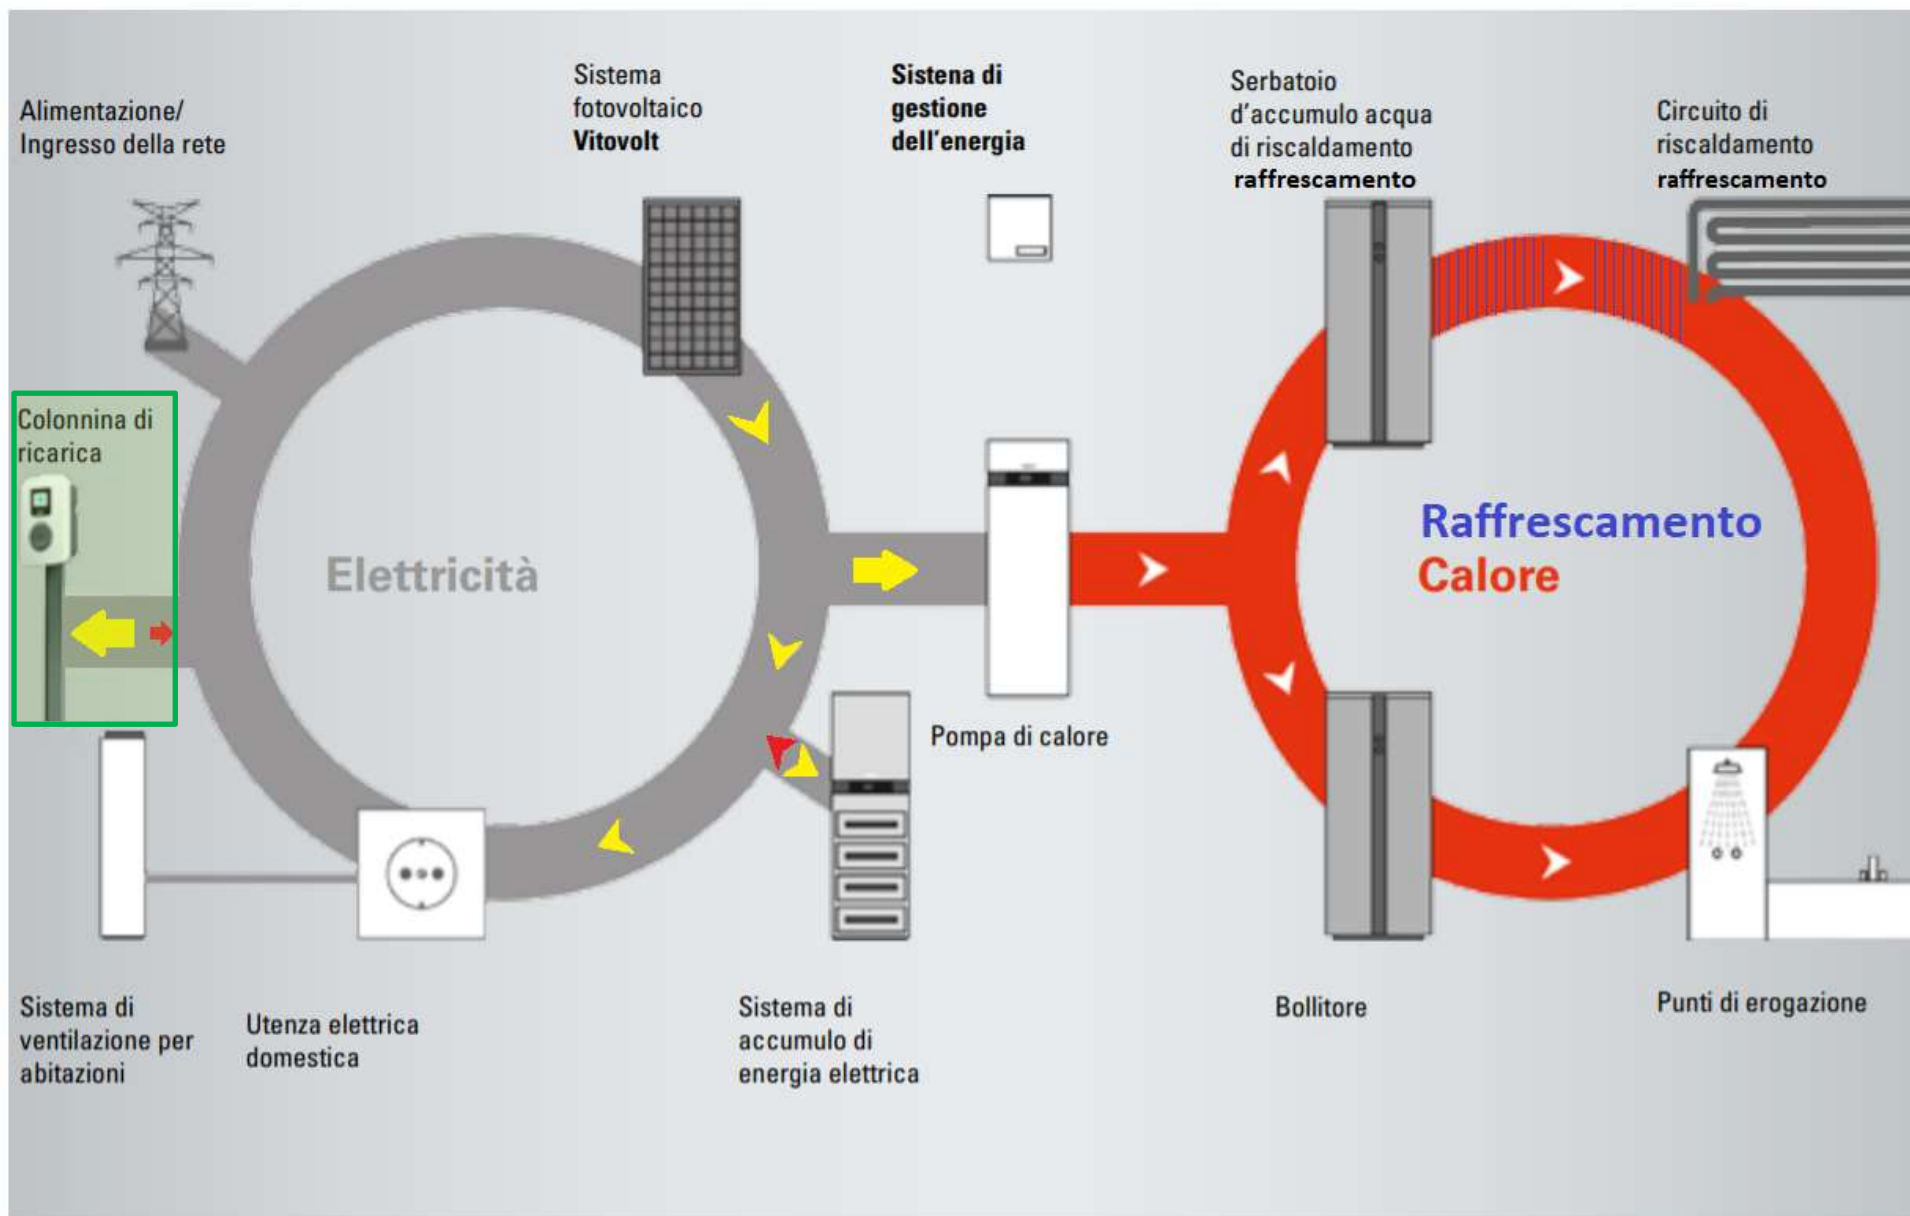 Alimentazione/
Ingresso della rete
Sistema
fotovoltaico
Vitovolt
Sistena di
gestione
dell'energia
Serbatoio
d'accumulo acqua
di riscaldamento
raffrescamento
Circuito di
riscaldamento
raffrescamento
Colonnina di
ricarica
Elettricità
Raffrescamento
Calore
Pompa di calore
Sistema di
ventilazione per
abitazioni
Utenza elettrica
domestica
Sistema di
accumulo di
energia elettrica
Bollitore
Punti di erogazione